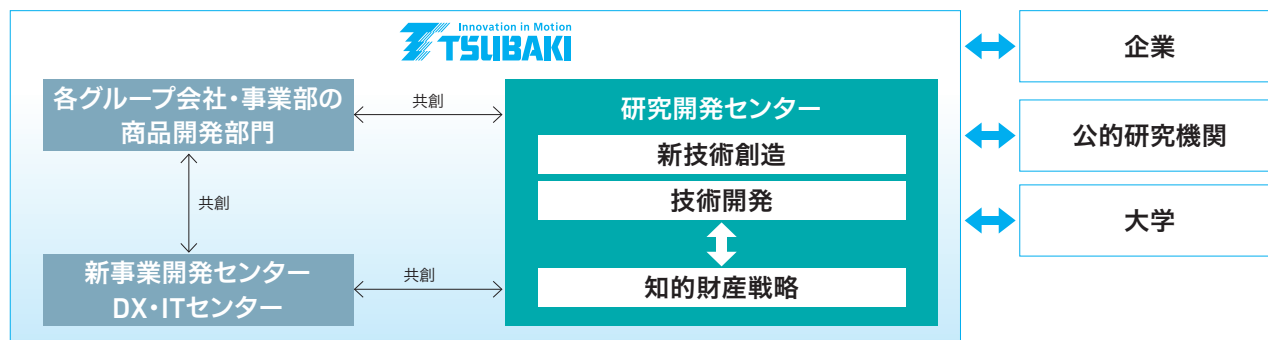 Innovation in Motion
TSUBAKI
各グループ会社・事業部の
商品開発部門
共創
研究開発センター
新技術創造
技術開発
知的財産戦略
共創
新事業開発センター
DX・ITセンター
共創
企業
公的研究機関
大学